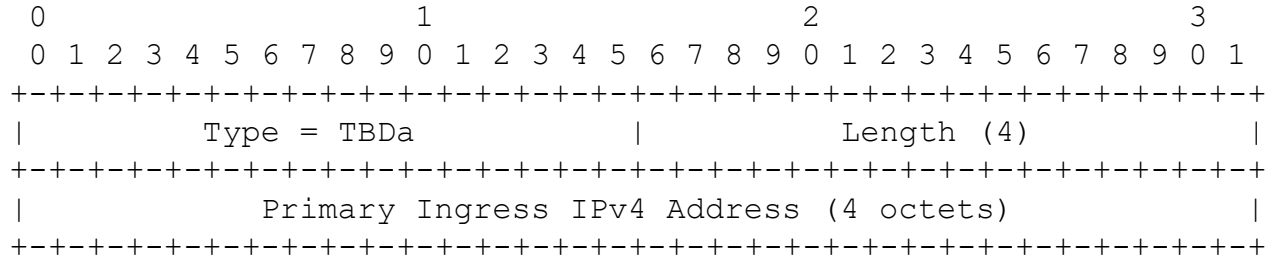 0                   1                   2                   3
 0 1 2 3 4 5 6 7 8 9 0 1 2 3 4 5 6 7 8 9 0 1 2 3 4 5 6 7 8 9 0 1
+-+-+-+-+-+-+-+-+-+-+-+-+-+-+-+-+-+-+-+-+-+-+-+-+-+-+-+-+-+-+-+
|         Type = TBDa           |          Length (4)           |
+-+-+-+-+-+-+-+-+-+-+-+-+-+-+-+-+-+-+-+-+-+-+-+-+-+-+-+-+-+-+-+
|            Primary Ingress IPv4 Address (4 octets)            |
+-+-+-+-+-+-+-+-+-+-+-+-+-+-+-+-+-+-+-+-+-+-+-+-+-+-+-+-+-+-+-+